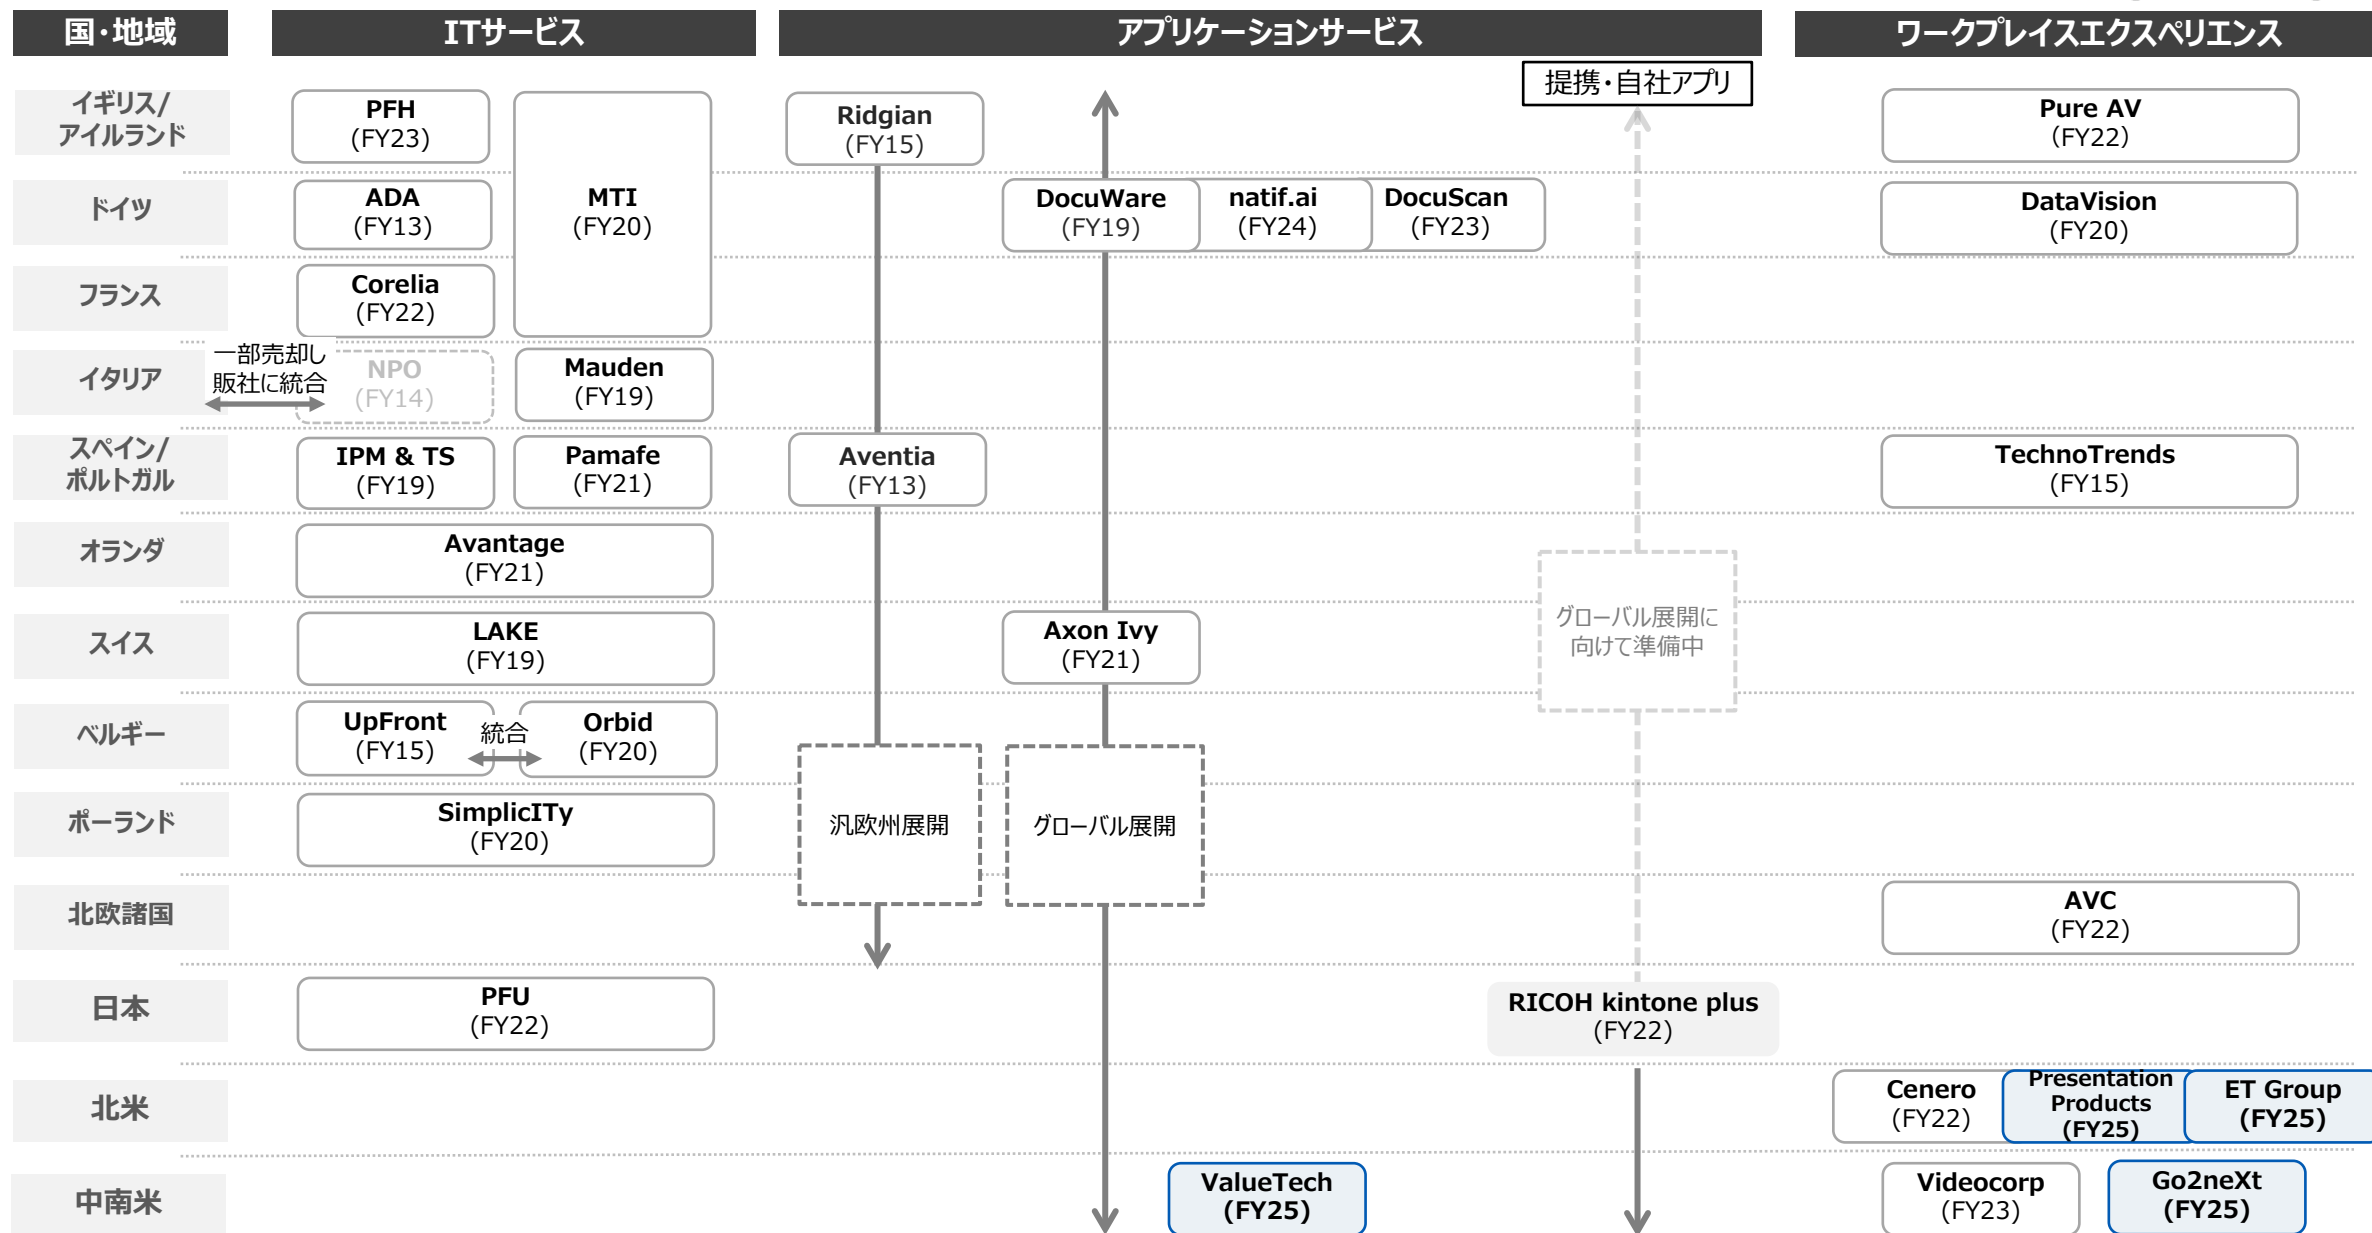 国・地域
ITサービス
アプリケーションサービス
ワークプレイスエクスペリエンス
提携・自社アプリ
イギリス/
アイルランド
PFH
(FY23)
MTI
(FY20)
Ridgian
(FY15)
Pure AV
(FY22)
ドイツ
ADA
(FY13)
DocuWare
(FY19)
natif.ai
(FY24)
DocuScan
(FY23)
DataVision
(FY20)
フランス
Corelia
(FY22)
イタリア
一部売却し
販社に統合
NPO
(FY14)
Mauden
(FY19)
スペイン/
ポルトガル
IPM & TS
(FY19)
Pamafe
(FY21)
Aventia
(FY13)
TechnoTrends
(FY15)
オランダ
Avantage
(FY21)
スイス
LAKE
(FY19)
Axon Ivy
(FY21)
グローバル展開に
向けて準備中
ベルギー
UpFront
(FY15)
統合
Orbid
(FY20)
ポーランド
SimplicITy
(FY20)
汎欧州展開
グローバル展開
北欧諸国
AVC
(FY22)
日本
PFU
(FY22)
RICOH kintone plus
(FY22)
北米
Cenero
(FY22)
Presentation
Products
(FY25)
ET Group
(FY25)
中南米
ValueTech
(FY25)
Videocorp
(FY23)
Go2neXt
(FY25)